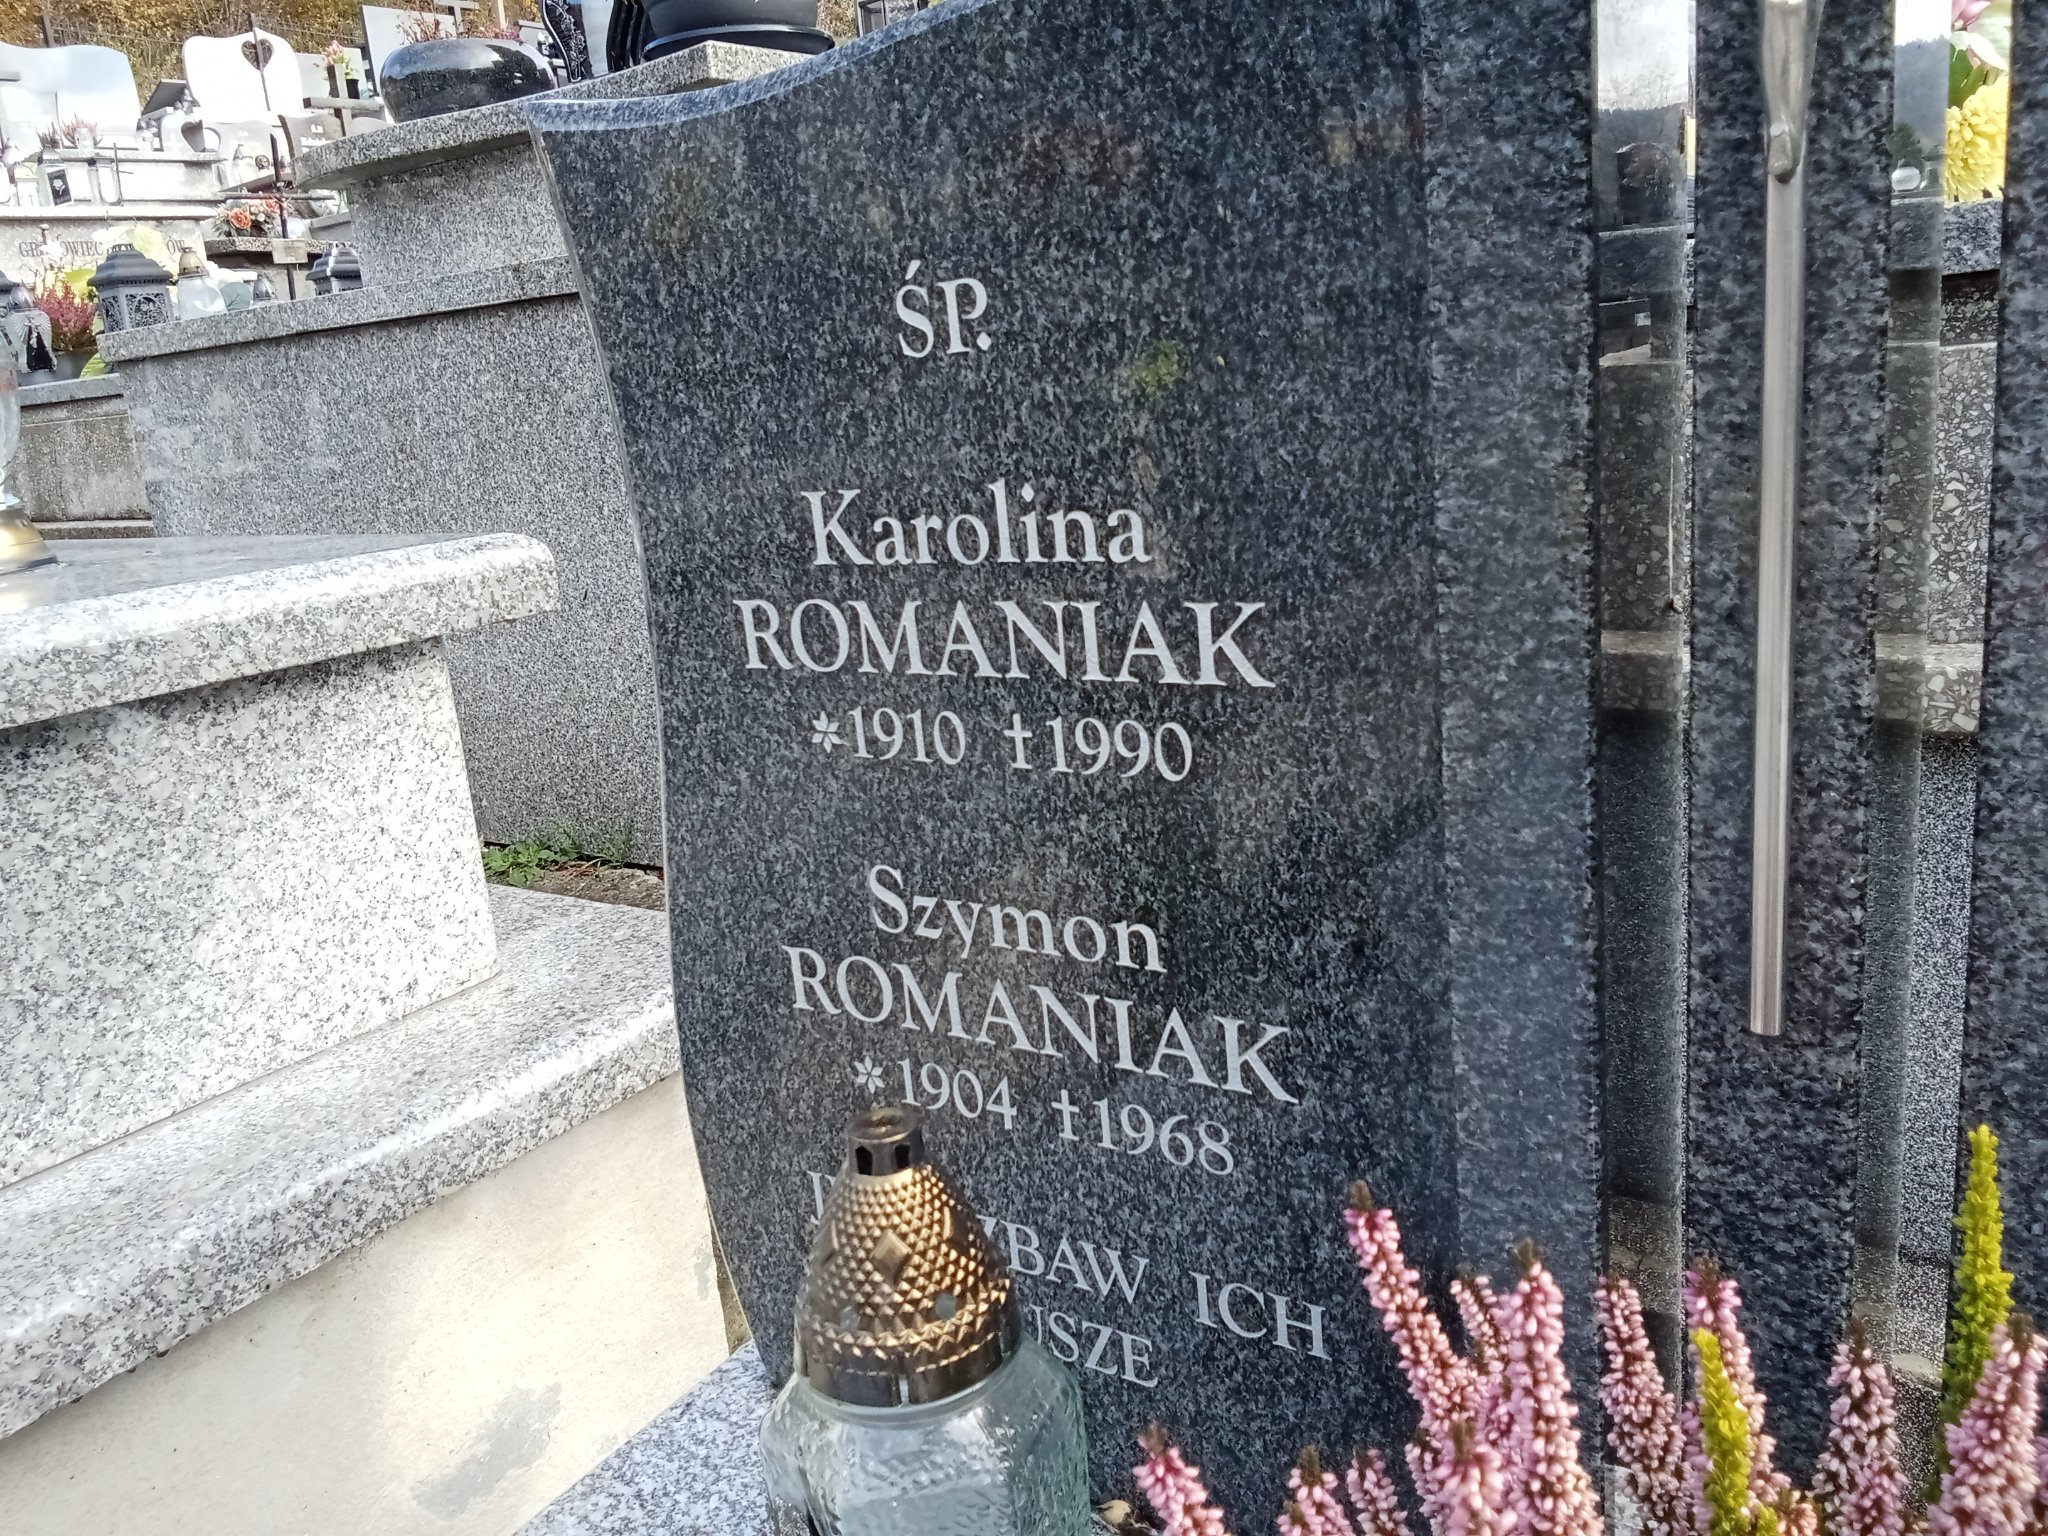 ŚP.
Karolina
ROMANIAK
*1910 †1990
Szymon
ROMANIAK
*1904 †1968
ICH